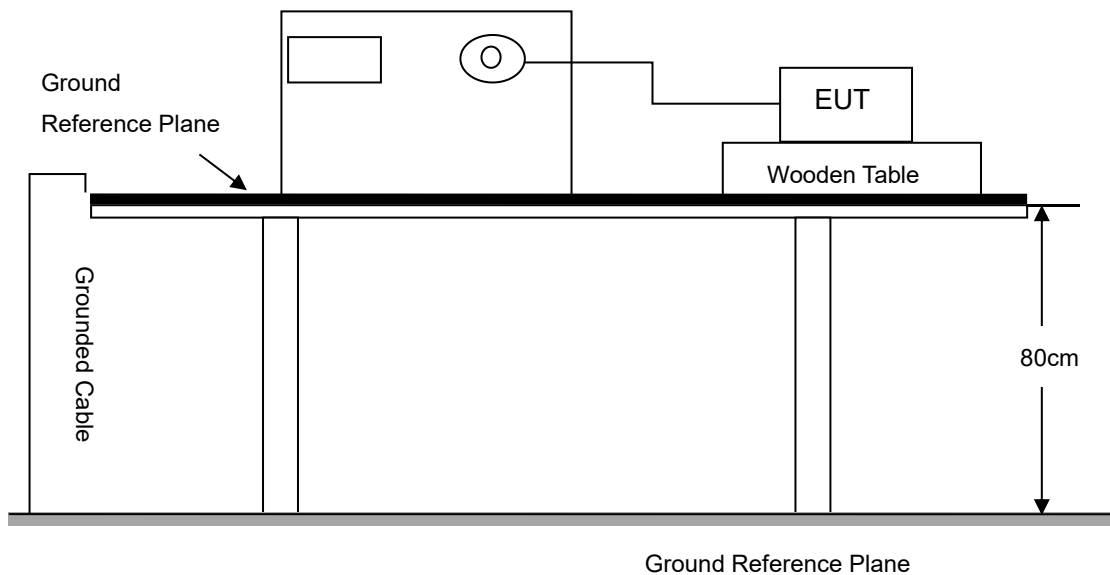 Ground
Reference Plane
EUT
Wooden Table
Grounded Cable
80cm
Ground Reference Plane